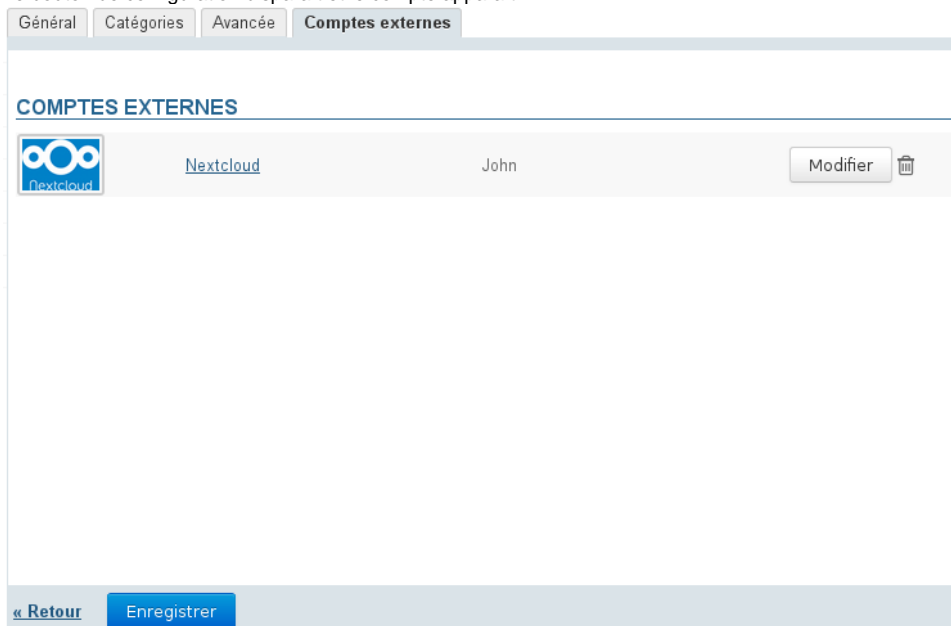 Général Catégories Avancée Comptes externes
COMPTES EXTERNES
Nextcloud Nextcloud John Modifier
« Retour Enregistrer